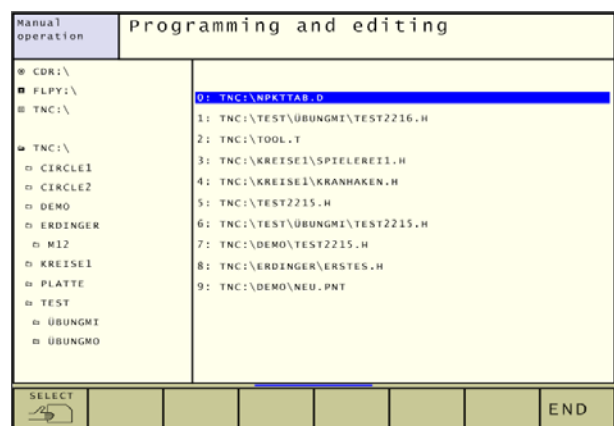 Manual
operation
Programming and editing
CDR:\
FLPY:\
TNC:\
TNC:\
CIRCLE1
CIRCLE2
DEMO
ERDINGER
M12
KREISE1
PLATTE
TEST
ÜBUNGMI
ÜBUNGMO
0: TNC:\NPKTTAB.D
1: TNC:\TEST\ÜBUNGMI\TEST2216.H
2: TNC:\TOOL.T
3: TNC:\KREISE1\SPIELEREI1.H
4: TNC:\KREISE1\KRANHAKEN.H
5: TNC:\TEST2215.H
6: TNC:\TEST\ÜBUNGMI\TEST2215.H
7: TNC:\DEMO\TEST2215.H
8: TNC:\ERDINGER\ERSTES.H
9: TNC:\DEMO\NEU.PNT
SELECT
END